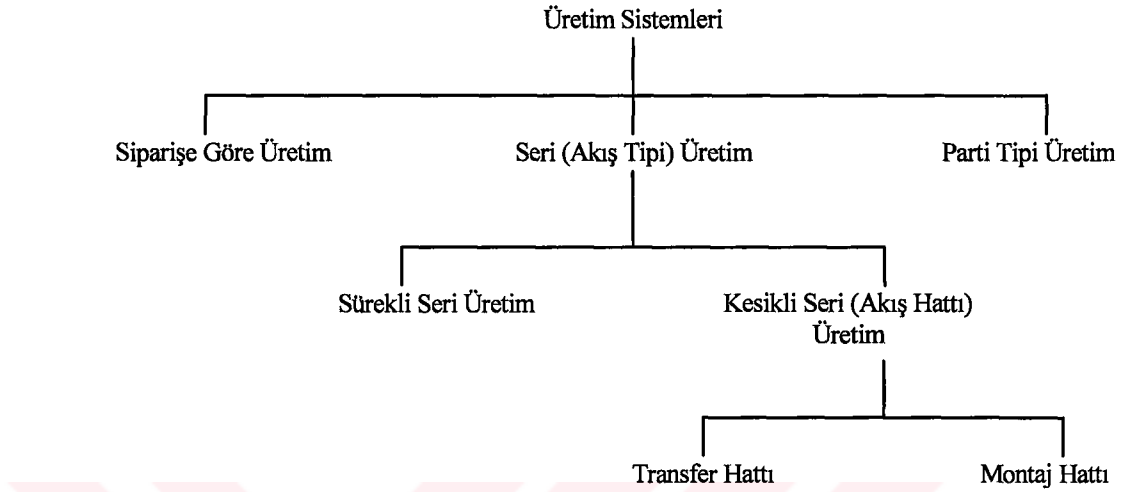 Üretim Sistemleri
Siparişe Göre Üretim
Seri (Akış Tipi) Üretim
Parti Tipi Üretim
Sürekli Seri Üretim
Kesikli Seri (Akış Hattı)
Üretim
Transfer Hattı
Montaj Hattı